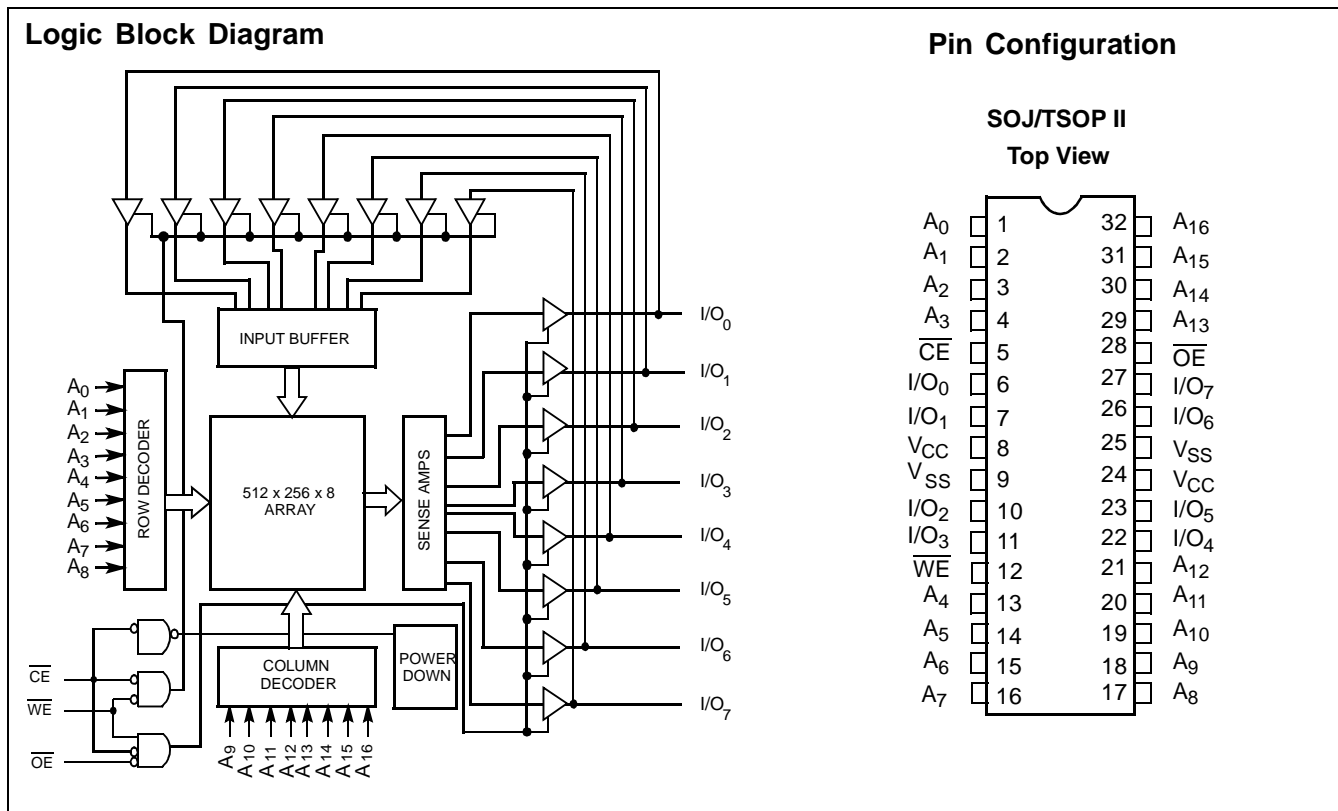 Logic Block Diagram
INPUT BUFFER
A0
A1
A2
A3
A4
A5
A6
A7
A8
ROW DECODER
512 x 256 x 8
ARRAY
SENSE AMPS
I/O0
I/O1
I/O2
I/O3
I/O4
I/O5
I/O6
I/O7
CE
WE
OE
COLUMN
DECODER
POWER
DOWN
A9
A10
A11
A12
A13
A14
A15
A16
Pin Configuration
SOJ/TSOP II
Top View
A0 1 32 A16
A1 2 31 A15
A2 3 30 A14
A3 4 29 A13
CE 5 28 OE
I/O0 6 27 I/O7
I/O1 7 26 I/O6
VCC 8 25 VSS
VSS 9 24 VCC
I/O2 10 23 I/O5
I/O3 11 22 I/O4
WE 12 21 A12
A4 13 20 A11
A5 14 19 A10
A6 15 18 A9
A7 16 17 A8